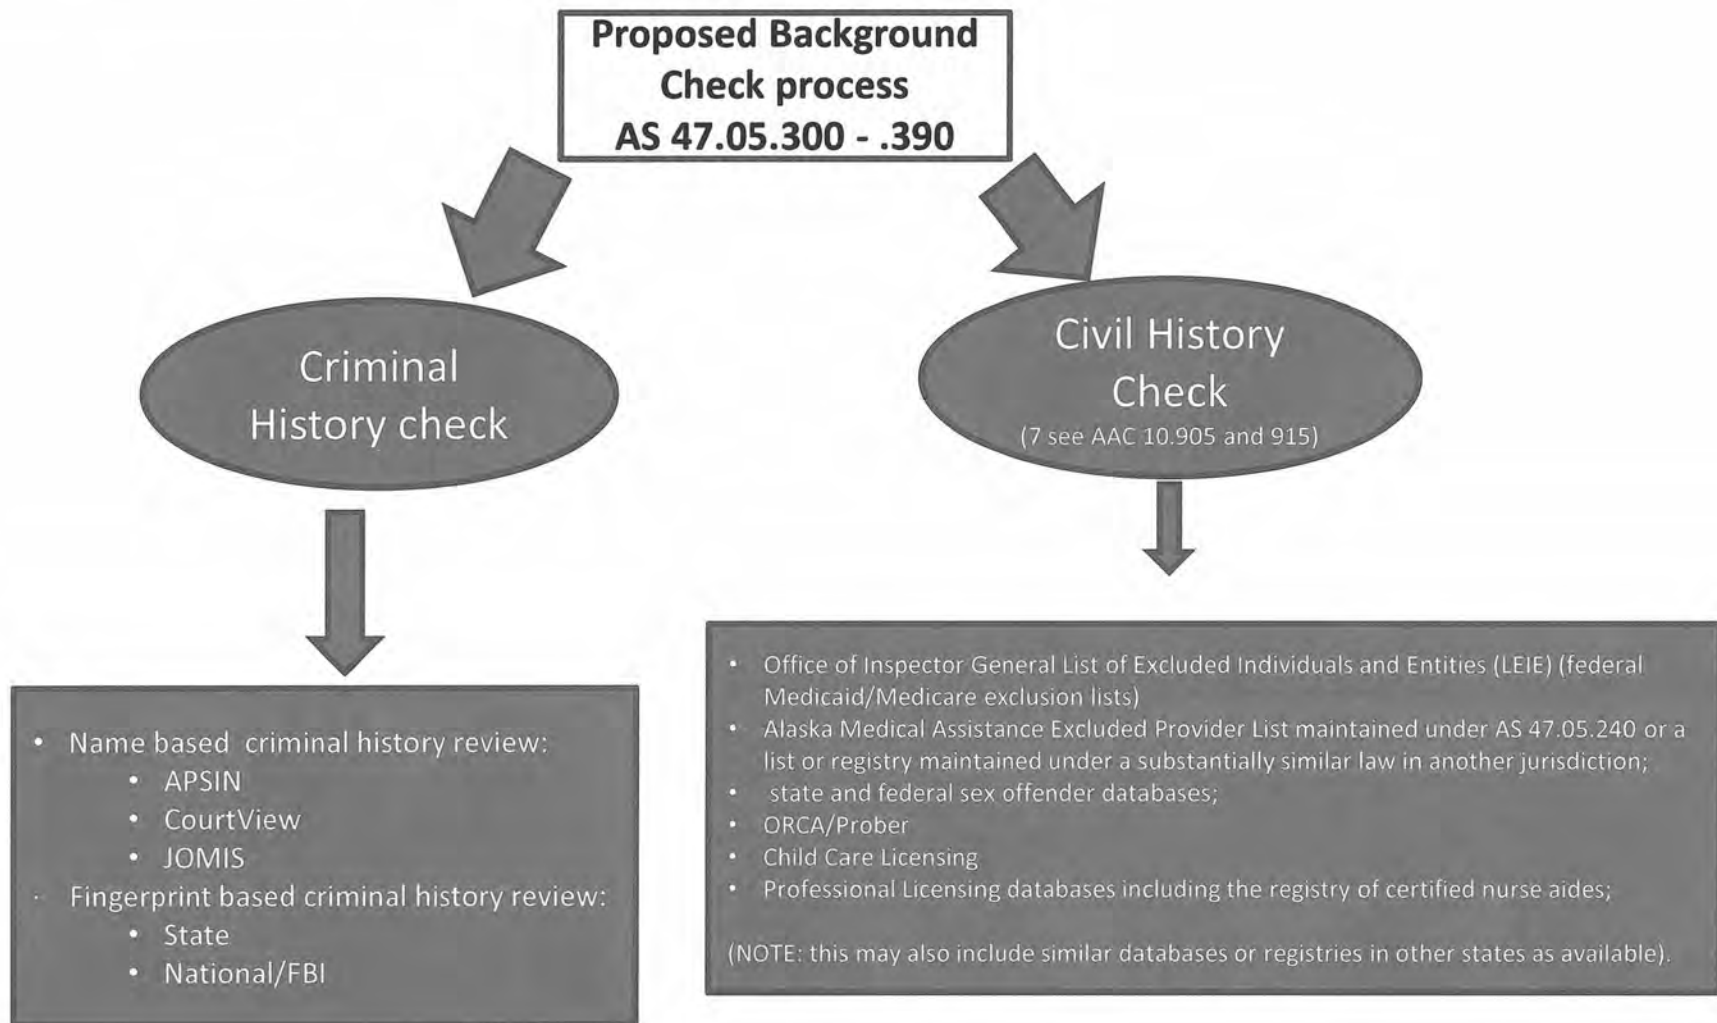 Proposed Background
Check process
AS 47.05.300 - .390
Criminal
History check
Civil History
Check
(7 see AAC 10.905 and 915)
• Name based criminal history review:
• APSIN
• CourtView
• JOMIS
· Fingerprint based criminal history review:
• State
• National/FBI
• Office of Inspector General List of Excluded Individuals and Entities (LEIE) (federal
Medicaid/Medicare exclusion lists)
• Alaska Medical Assistance Excluded Provider List maintained under AS 47.05.240 or a
list or registry maintained under a substantially similar law in another jurisdiction;
• state and federal sex offender databases;
• ORCA/Prober
• Child Care Licensing
• Professional Licensing databases including the registry of certified nurse aides;
(NOTE: this may also include similar databases or registries in other states as available).